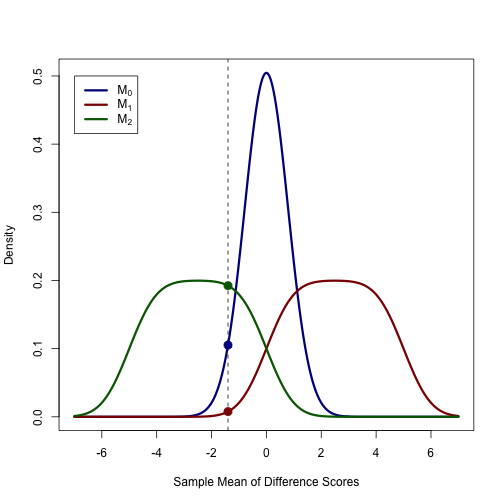 M₀
M₁
M₂
0.5
0.4
0.3
0.2
0.1
0.0
Density
-6 -4 -2 0 2 4 6
Sample Mean of Difference Scores